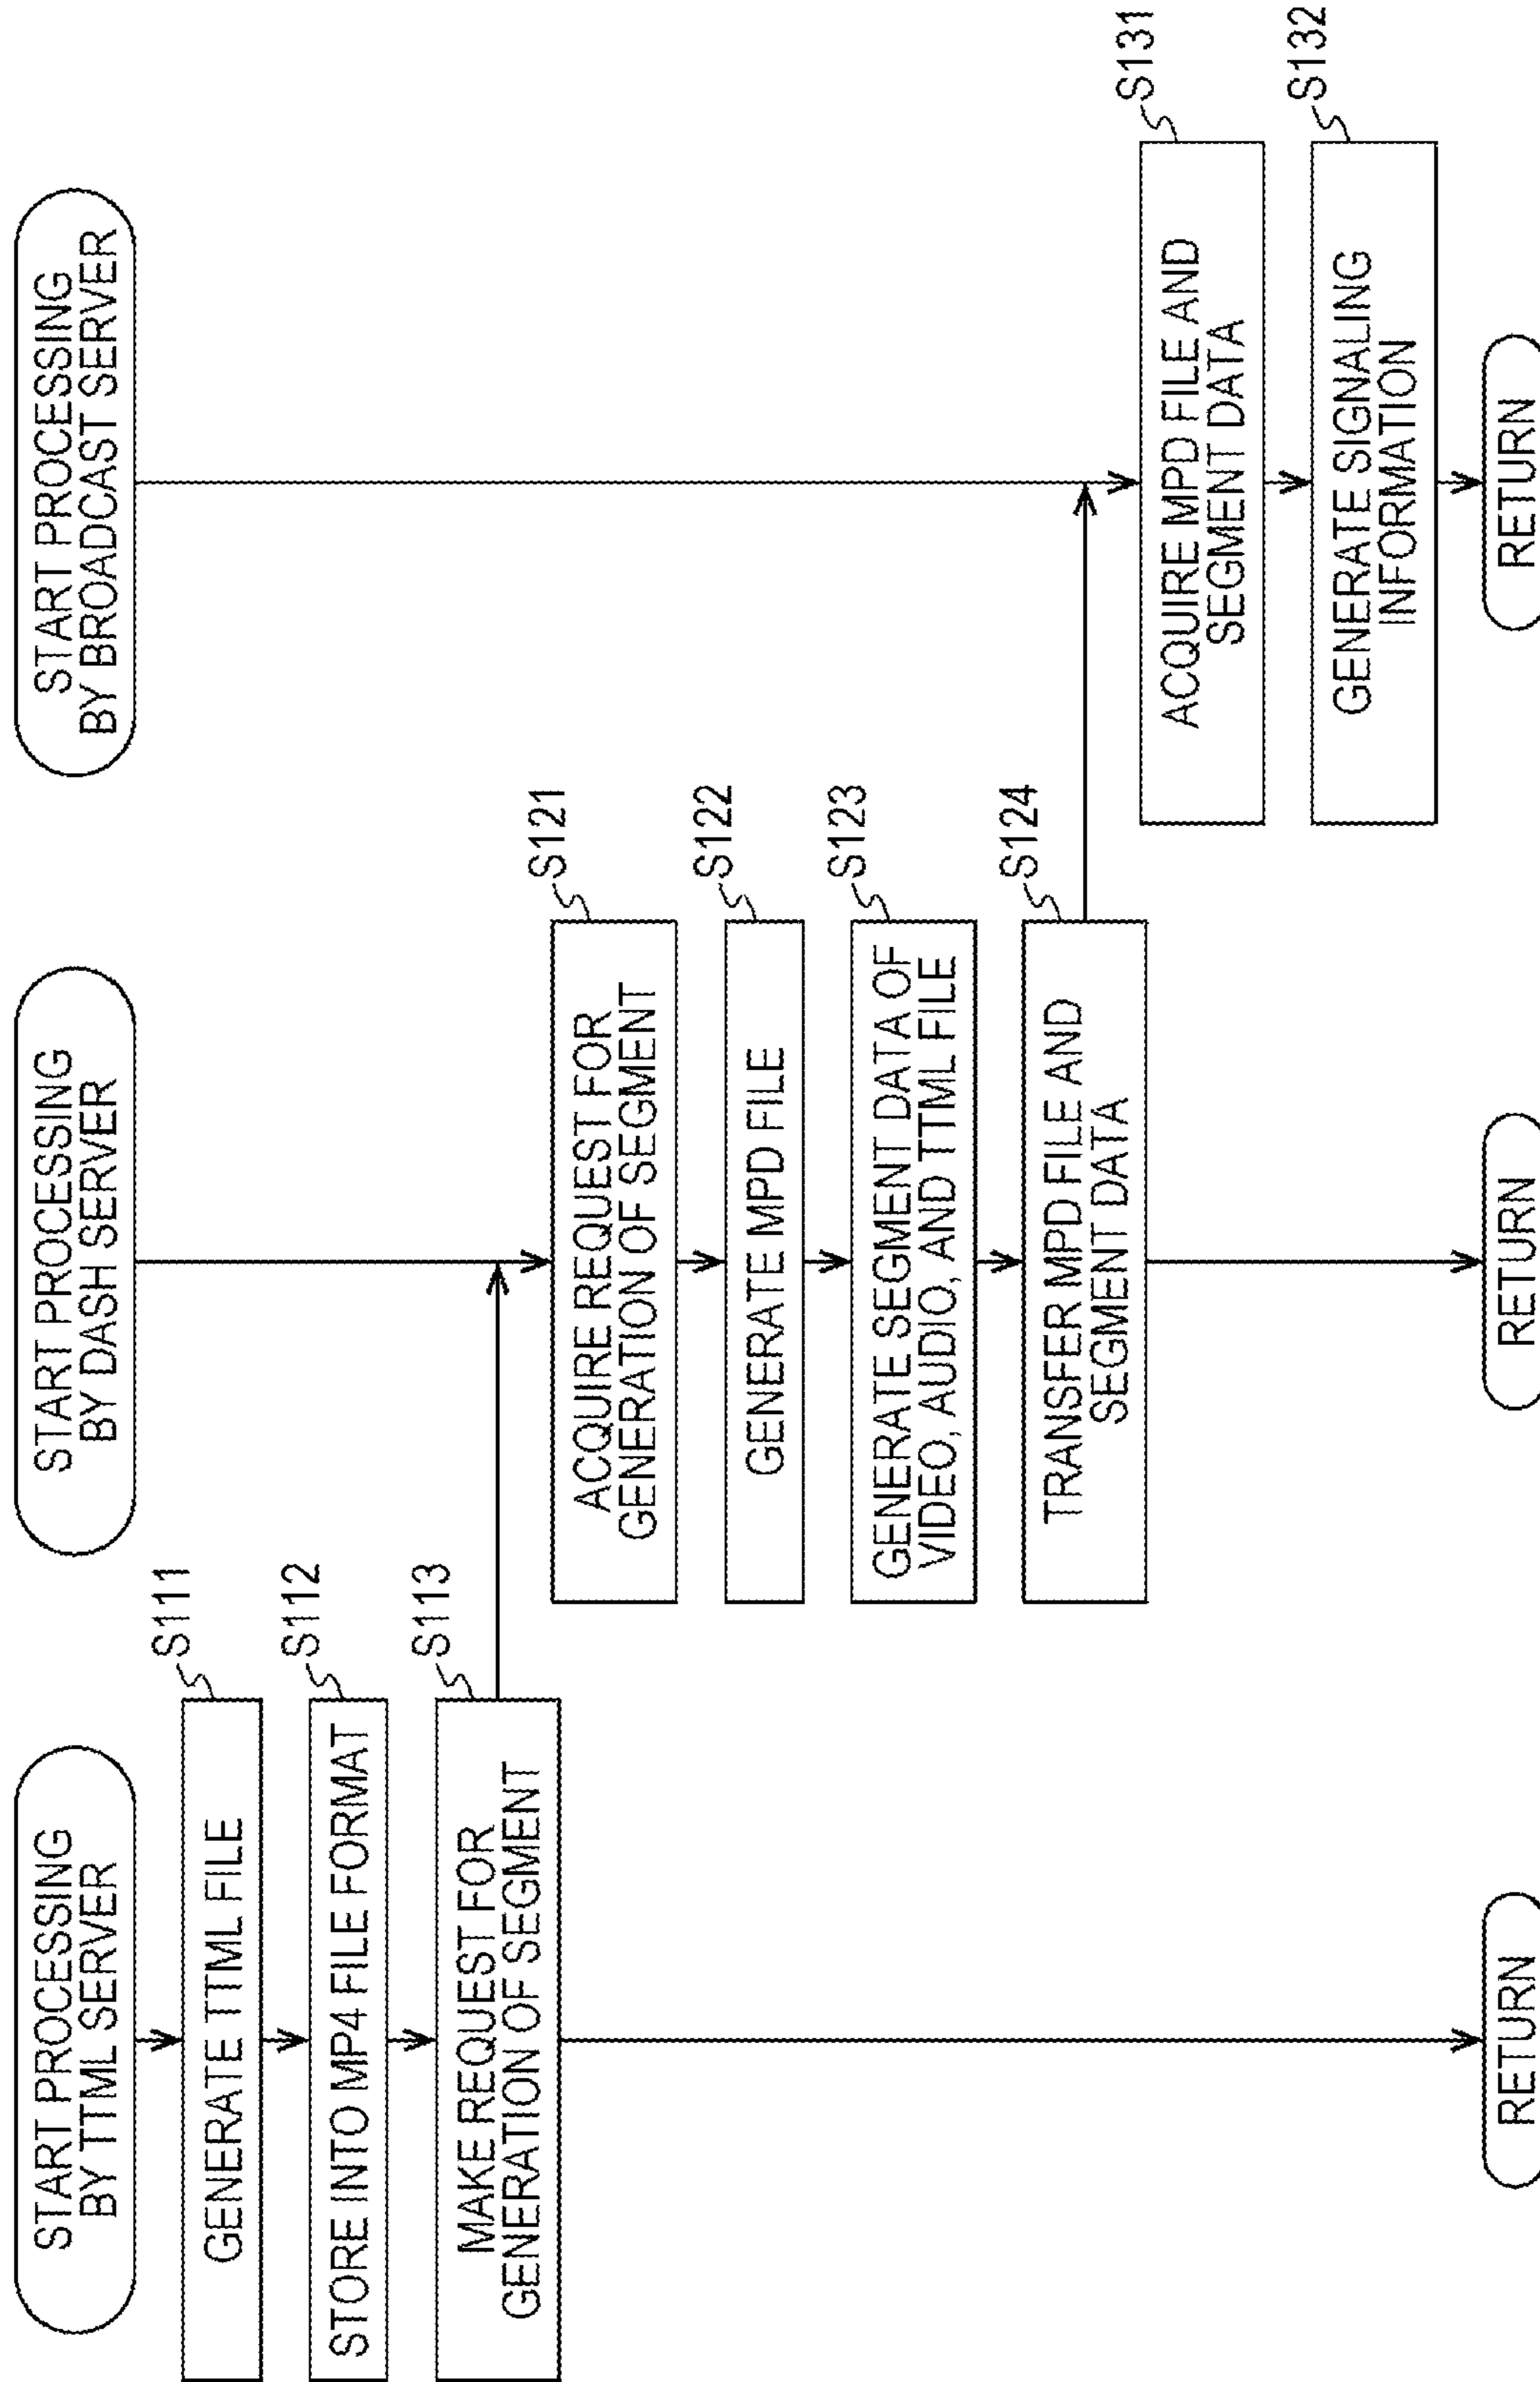 START PROCESSING
BY TTML SERVER
S111
GENERATE TTML FILE
S112
STORE INTO MP4 FILE FORMAT
S113
MAKE REQUEST FOR
GENERATION OF SEGMENT
RETURN
START PROCESSING
BY DASH SERVER
S121
ACQUIRE REQUEST FOR
GENERATION OF SEGMENT
S122
GENERATE MPD FILE
S123
GENERATE SEGMENT DATA OF
VIDEO, AUDIO, AND TTML FILE
S124
TRANSFER MPD FILE AND
SEGMENT DATA
RETURN
START PROCESSING
BY BROADCAST SERVER
S131
ACQUIRE MPD FILE AND
SEGMENT DATA
S132
GENERATE SIGNALING
INFORMATION
RETURN